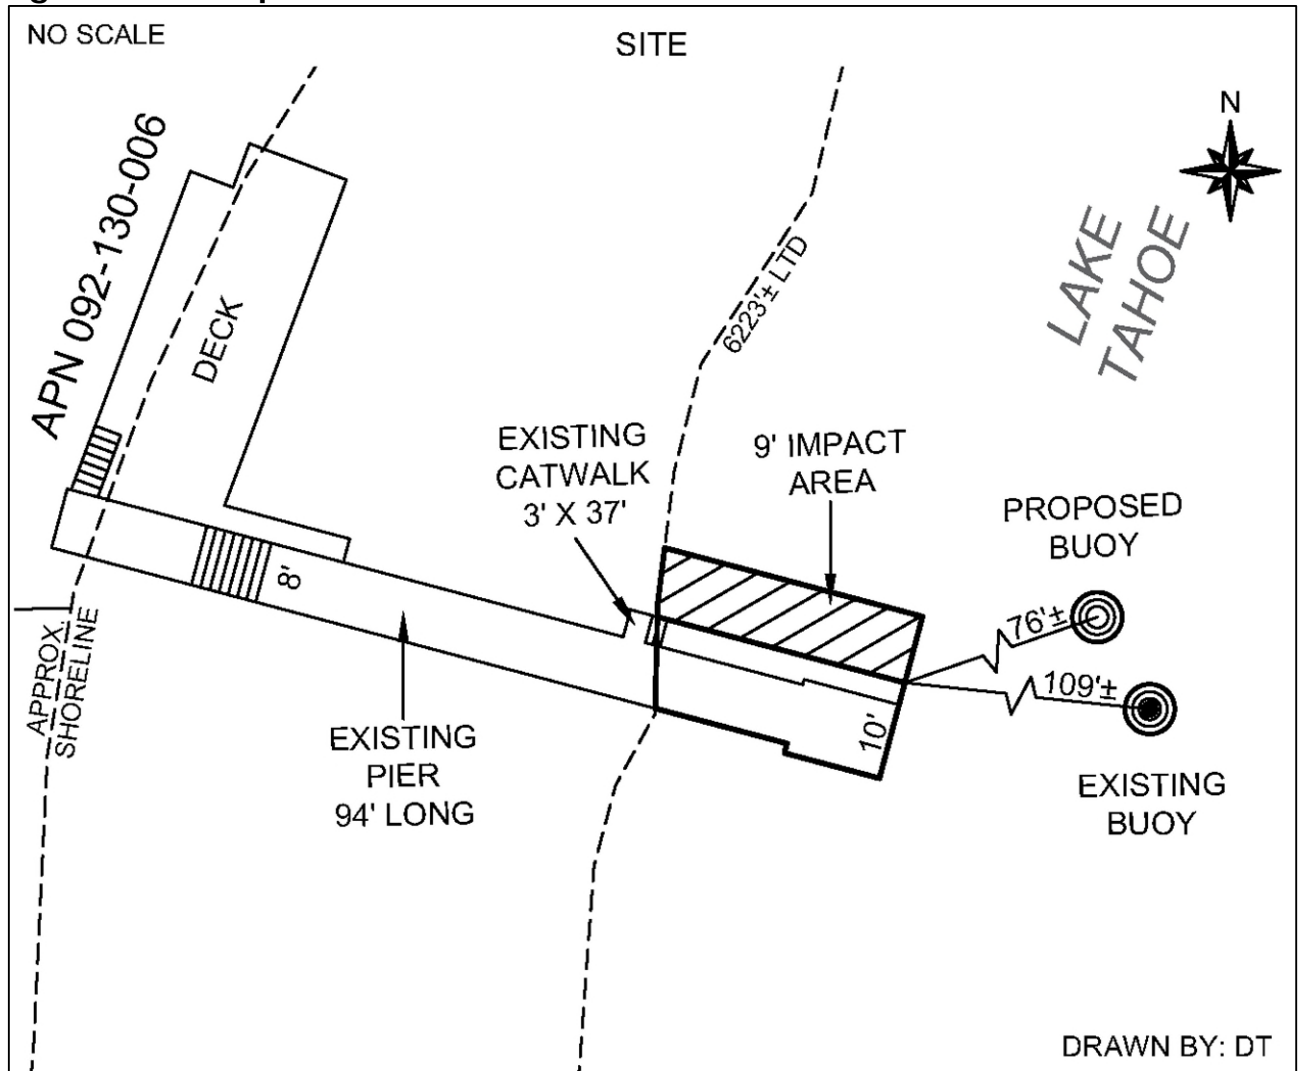 NO SCALE
SITE
N
APN 092-130-006
LAKE
TAHOE
DECK
6223'± LTD
EXISTING
CATWALK
3' X 37'
9' IMPACT
AREA
PROPOSED
BUOY
8'
76'±
109'±
APPROX.
SHORELINE
10'
EXISTING
PIER
94' LONG
EXISTING
BUOY
DRAWN BY: DT